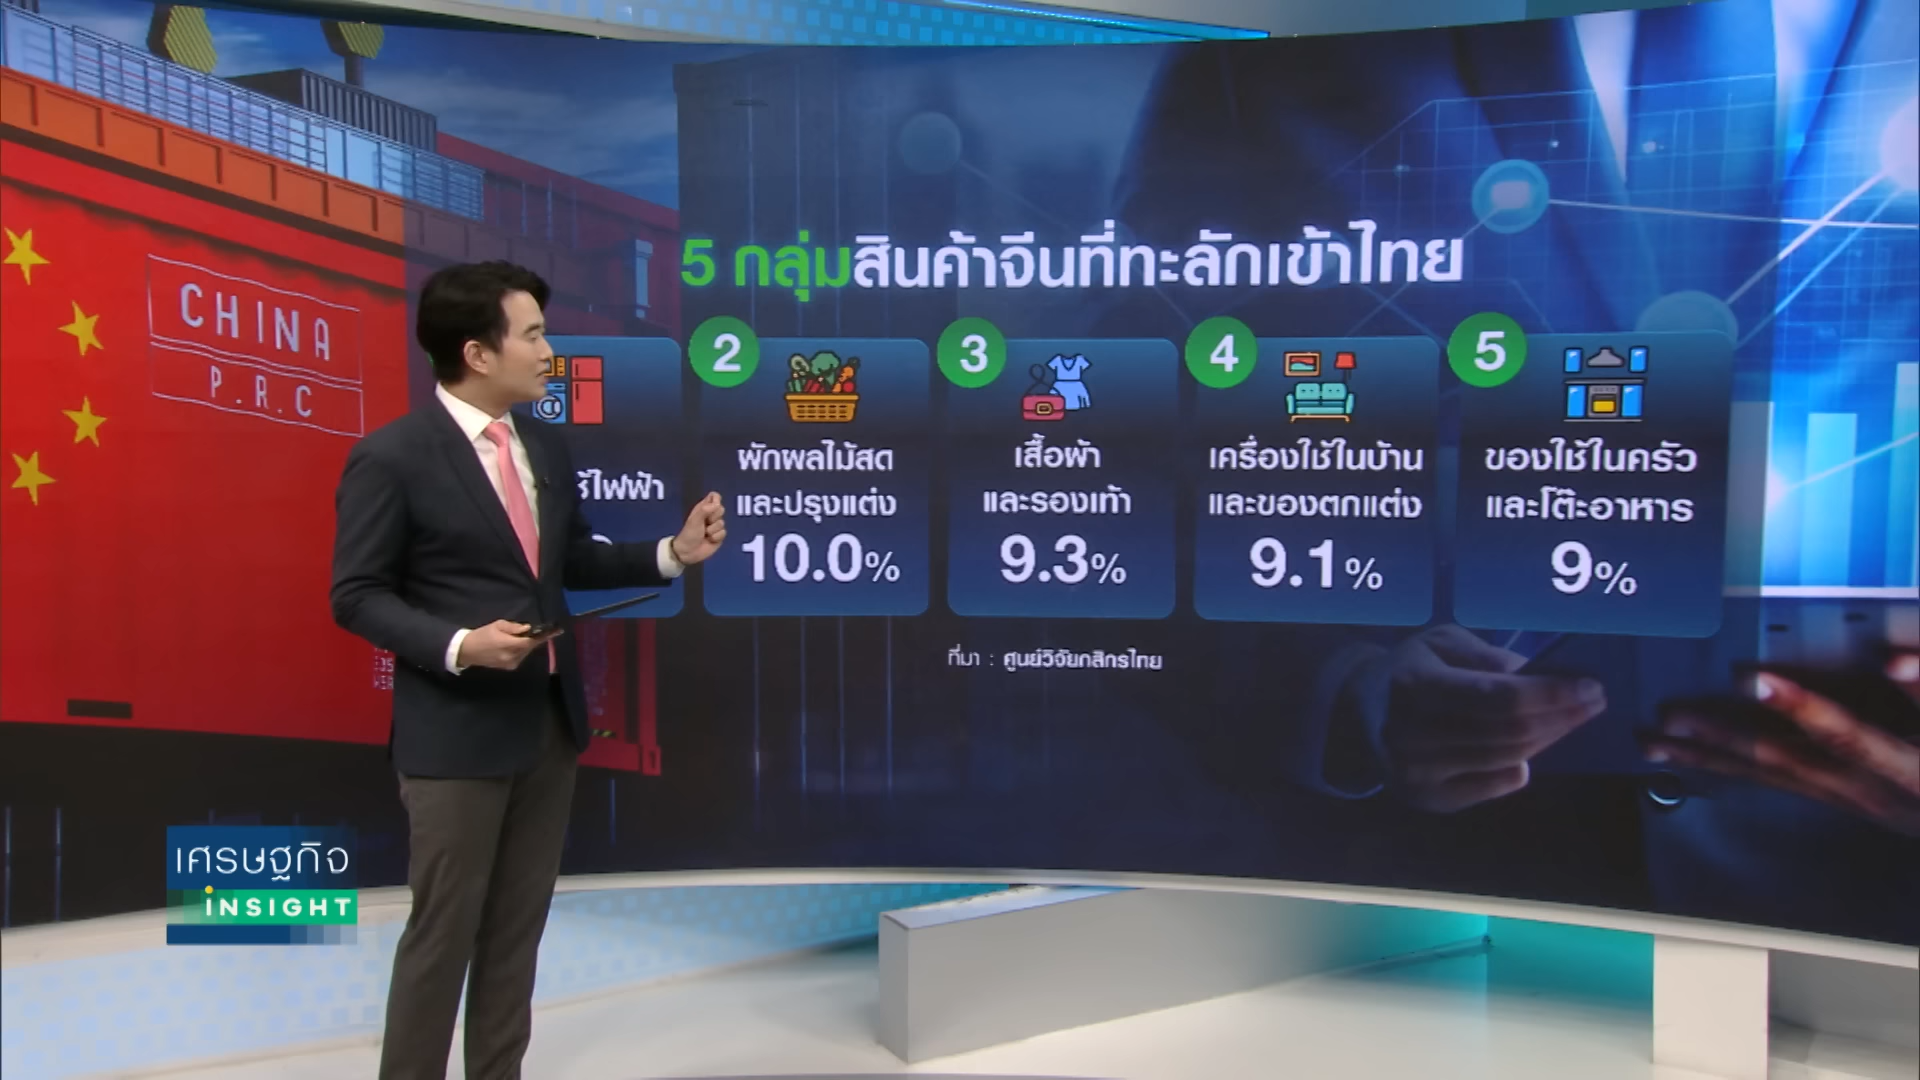 CHINA
P.R.C
5 กลุ่มสินค้าจีนที่ทะลักเข้าไทย
2
ผักผลไม้สด
และปรุงแต่ง
10.0%
3
เสื้อผ้า
และรองเท้า
9.3%
4
เครื่องใช้ในบ้าน
และของตกแต่ง
9.1%
5
ของใช้ในครัว
และโต๊ะอาหาร
9%
ที่มา : ศูนย์วิจัยกสิกรไทย
เศรษฐกิจ
INSIGHT